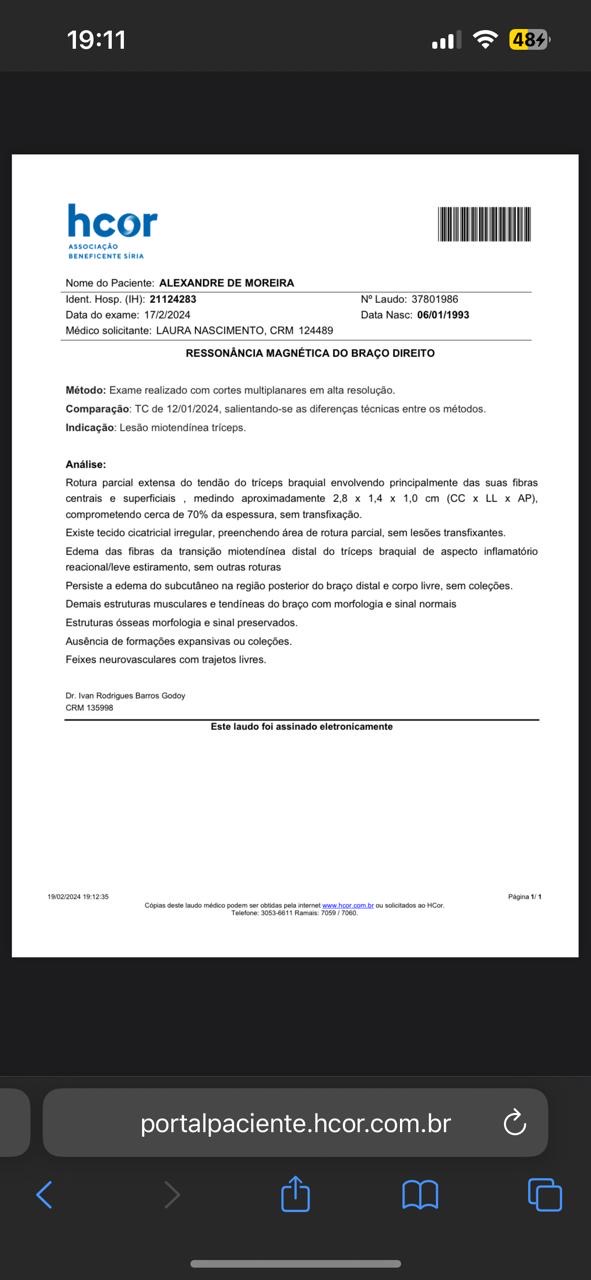 19:11
48
hcor
ASSOCIAÇÃO
BENEFICENTE SÍRIA
Nome do Paciente: ALEXANDRE DE MOREIRA
Ident. Hosp. (IH): 21124283 Nº Laudo: 37801986
Data do exame: 17/2/2024 Data Nasc: 06/01/1993
Médico solicitante: LAURA NASCIMENTO, CRM 124489
RESSONÂNCIA MAGNÉTICA DO BRAÇO DIREITO
Método: Exame realizado com cortes multiplanares em alta resolução.
Comparação: TC de 12/01/2024, salientando-se as diferenças técnicas entre os métodos.
Indicação: Lesão miotendínea tríceps.
Análise:
Rotura parcial extensa do tendão do tríceps braquial envolvendo principalmente das suas fibras
centrais e superficiais , medindo aproximadamente 2,8 x 1,4 x 1,0 cm (CC x LL x AP),
comprometendo cerca de 70% da espessura, sem transfixação.
Existe tecido cicatricial irregular, preenchendo área de rotura parcial, sem lesões transfixantes.
Edema das fibras da transição miotendínea distal do tríceps braquial de aspecto inflamatório
reacional/leve estiramento, sem outras roturas
Persiste a edema do subcutâneo na região posterior do braço distal e corpo livre, sem coleções.
Demais estruturas musculares e tendíneas do braço com morfologia e sinal normais
Estruturas ósseas morfologia e sinal preservados.
Ausência de formações expansivas ou coleções.
Feixes neurovasculares com trajetos livres.
Dr. Ivan Rodrigues Barros Godoy
CRM 135998
Este laudo foi assinado eletronicamente
19/02/2024 19:12:35 Página 1/ 1
Cópias deste laudo médico podem ser obtidas pela internet www.hcor.com.br ou solicitados ao HCor.
Telefone: 3053-6611 Ramais: 7059 / 7060.
portalpaciente.hcor.com.br